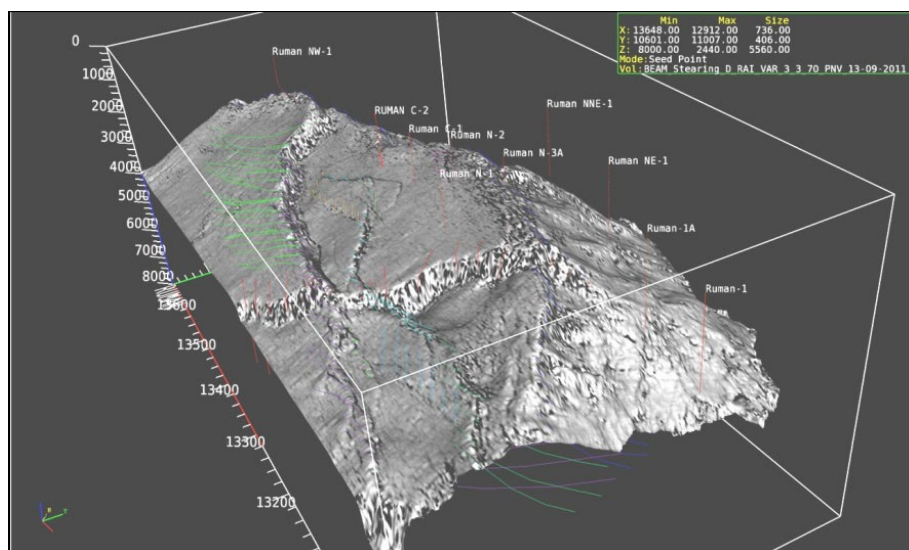 Min Max Size
X: 13648.00 12912.00 736.00
Y: 10601.00 11007.00 406.00
Z: 8000.00 2440.00 5560.00
Mode:Seed Point
Vol:BEAM Stearing D RAI VAR 3 3 70 PNV 13-09-2011
0
1000
2000
3000
4000
5000
6000
7000
8000
13600
13500
13400
13300
13200
Ruman NW-1
RUMAN C-2
Ruman C-1
Ruman N-2
Ruman NNE-1
Ruman N-3A
Ruman NE-1
Ruman N-1
Ruman-1A
Ruman-1